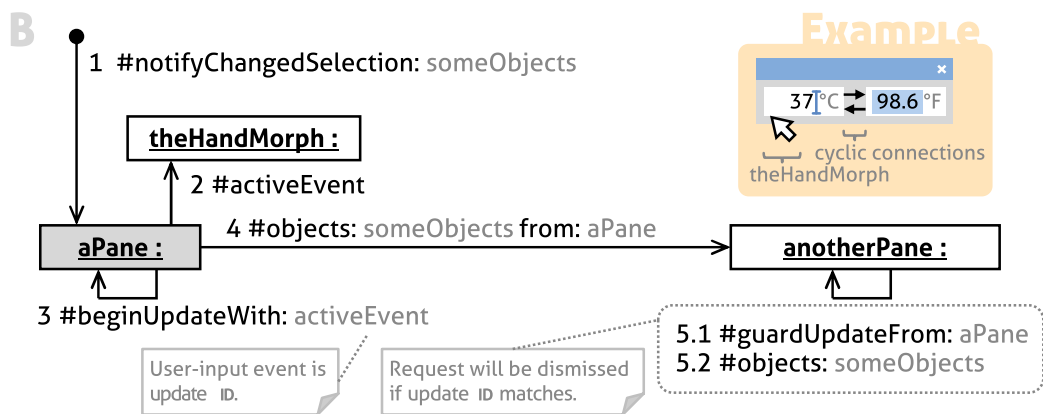 B
Example
1 #notifyChangedSelection: someObjects
×
37 °C 98.6 °F
theHandMorph :
cyclic connections
theHandMorph
2 #activeEvent
4 #objects: someObjects from: aPane
aPane :
anotherPane :
3 #beginUpdateWith: activeEvent
5.1 #guardUpdateFrom: aPane
5.2 #objects: someObjects
User-input event is
update ID.
Request will be dismissed
if update ID matches.